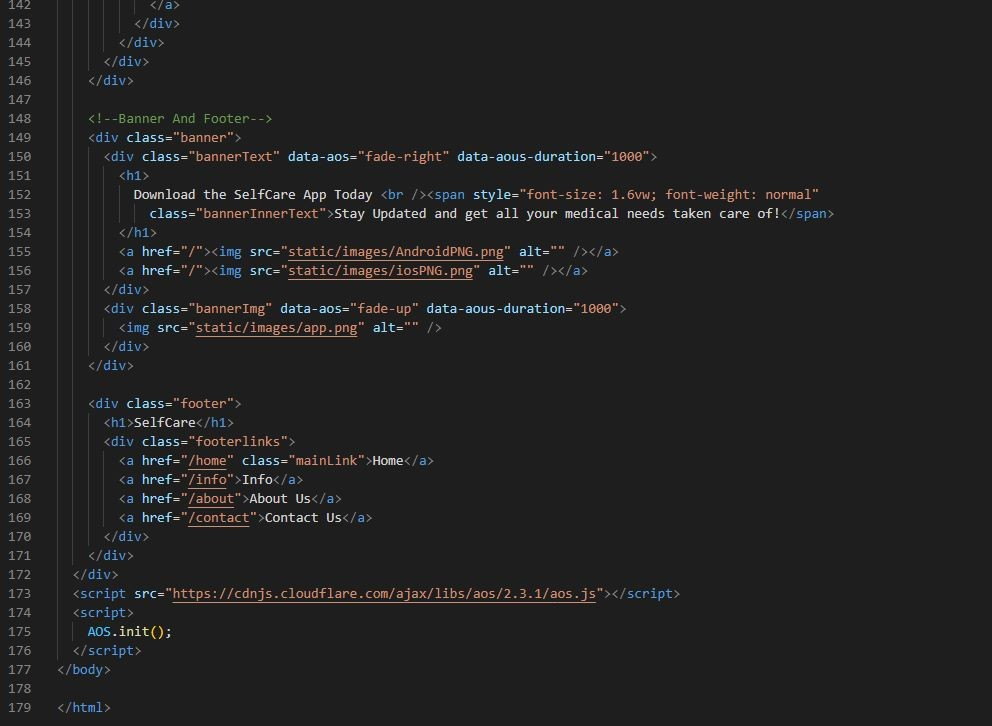 142 </a>
143 </div>
144 </div>
145 </div>
146 </div>
147
148 <!--Banner And Footer-->
149 <div class="banner">
150 <div class="bannerText" data-aos="fade-right" data-aous-duration="1000">
151 <h1>
152 Download the SelfCare App Today <br /><span style="font-size: 1.6vw; font-weight: normal"
153 class="bannerInnerText">Stay Updated and get all your medical needs taken care of!</span>
154 </h1>
155 <a href="/"><img src="static/images/AndroidPNG.png" alt="" /></a>
156 <a href="/"><img src="static/images/iosPNG.png" alt="" /></a>
157 </div>
158 <div class="bannerImg" data-aos="fade-up" data-aous-duration="1000">
159 <img src="static/images/app.png" alt="" />
160 </div>
161 </div>
162
163 <div class="footer">
164 <h1>SelfCare</h1>
165 <div class="footerlinks">
166 <a href="/home" class="mainLink">Home</a>
167 <a href="/info">Info</a>
168 <a href="/about">About Us</a>
169 <a href="/contact">Contact Us</a>
170 </div>
171 </div>
172 </div>
173 <script src="https://cdnjs.cloudflare.com/ajax/libs/aos/2.3.1/aos.js"></script>
174 <script>
175 AOS.init();
176 </script>
177 </body>
178
179 </html>